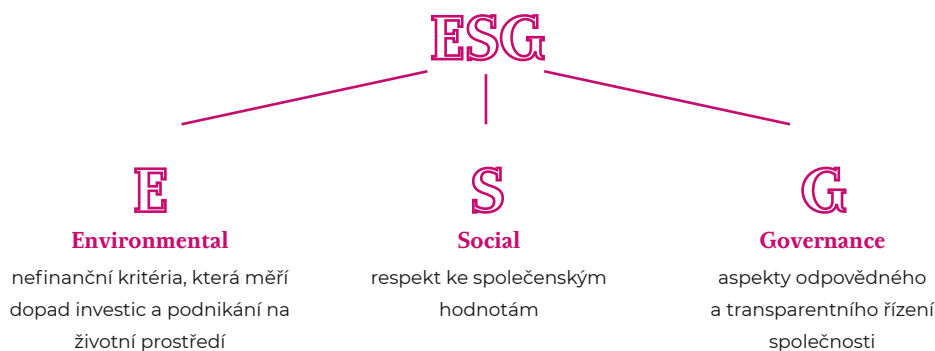 ESG
E
Environmental
nefinanční kritéria, která měří
dopad investic a podnikání na
životní prostředí
S
Social
respekt ke společenským
hodnotám
G
Governance
aspekty odpovědného
a transparentního řízení
společnosti